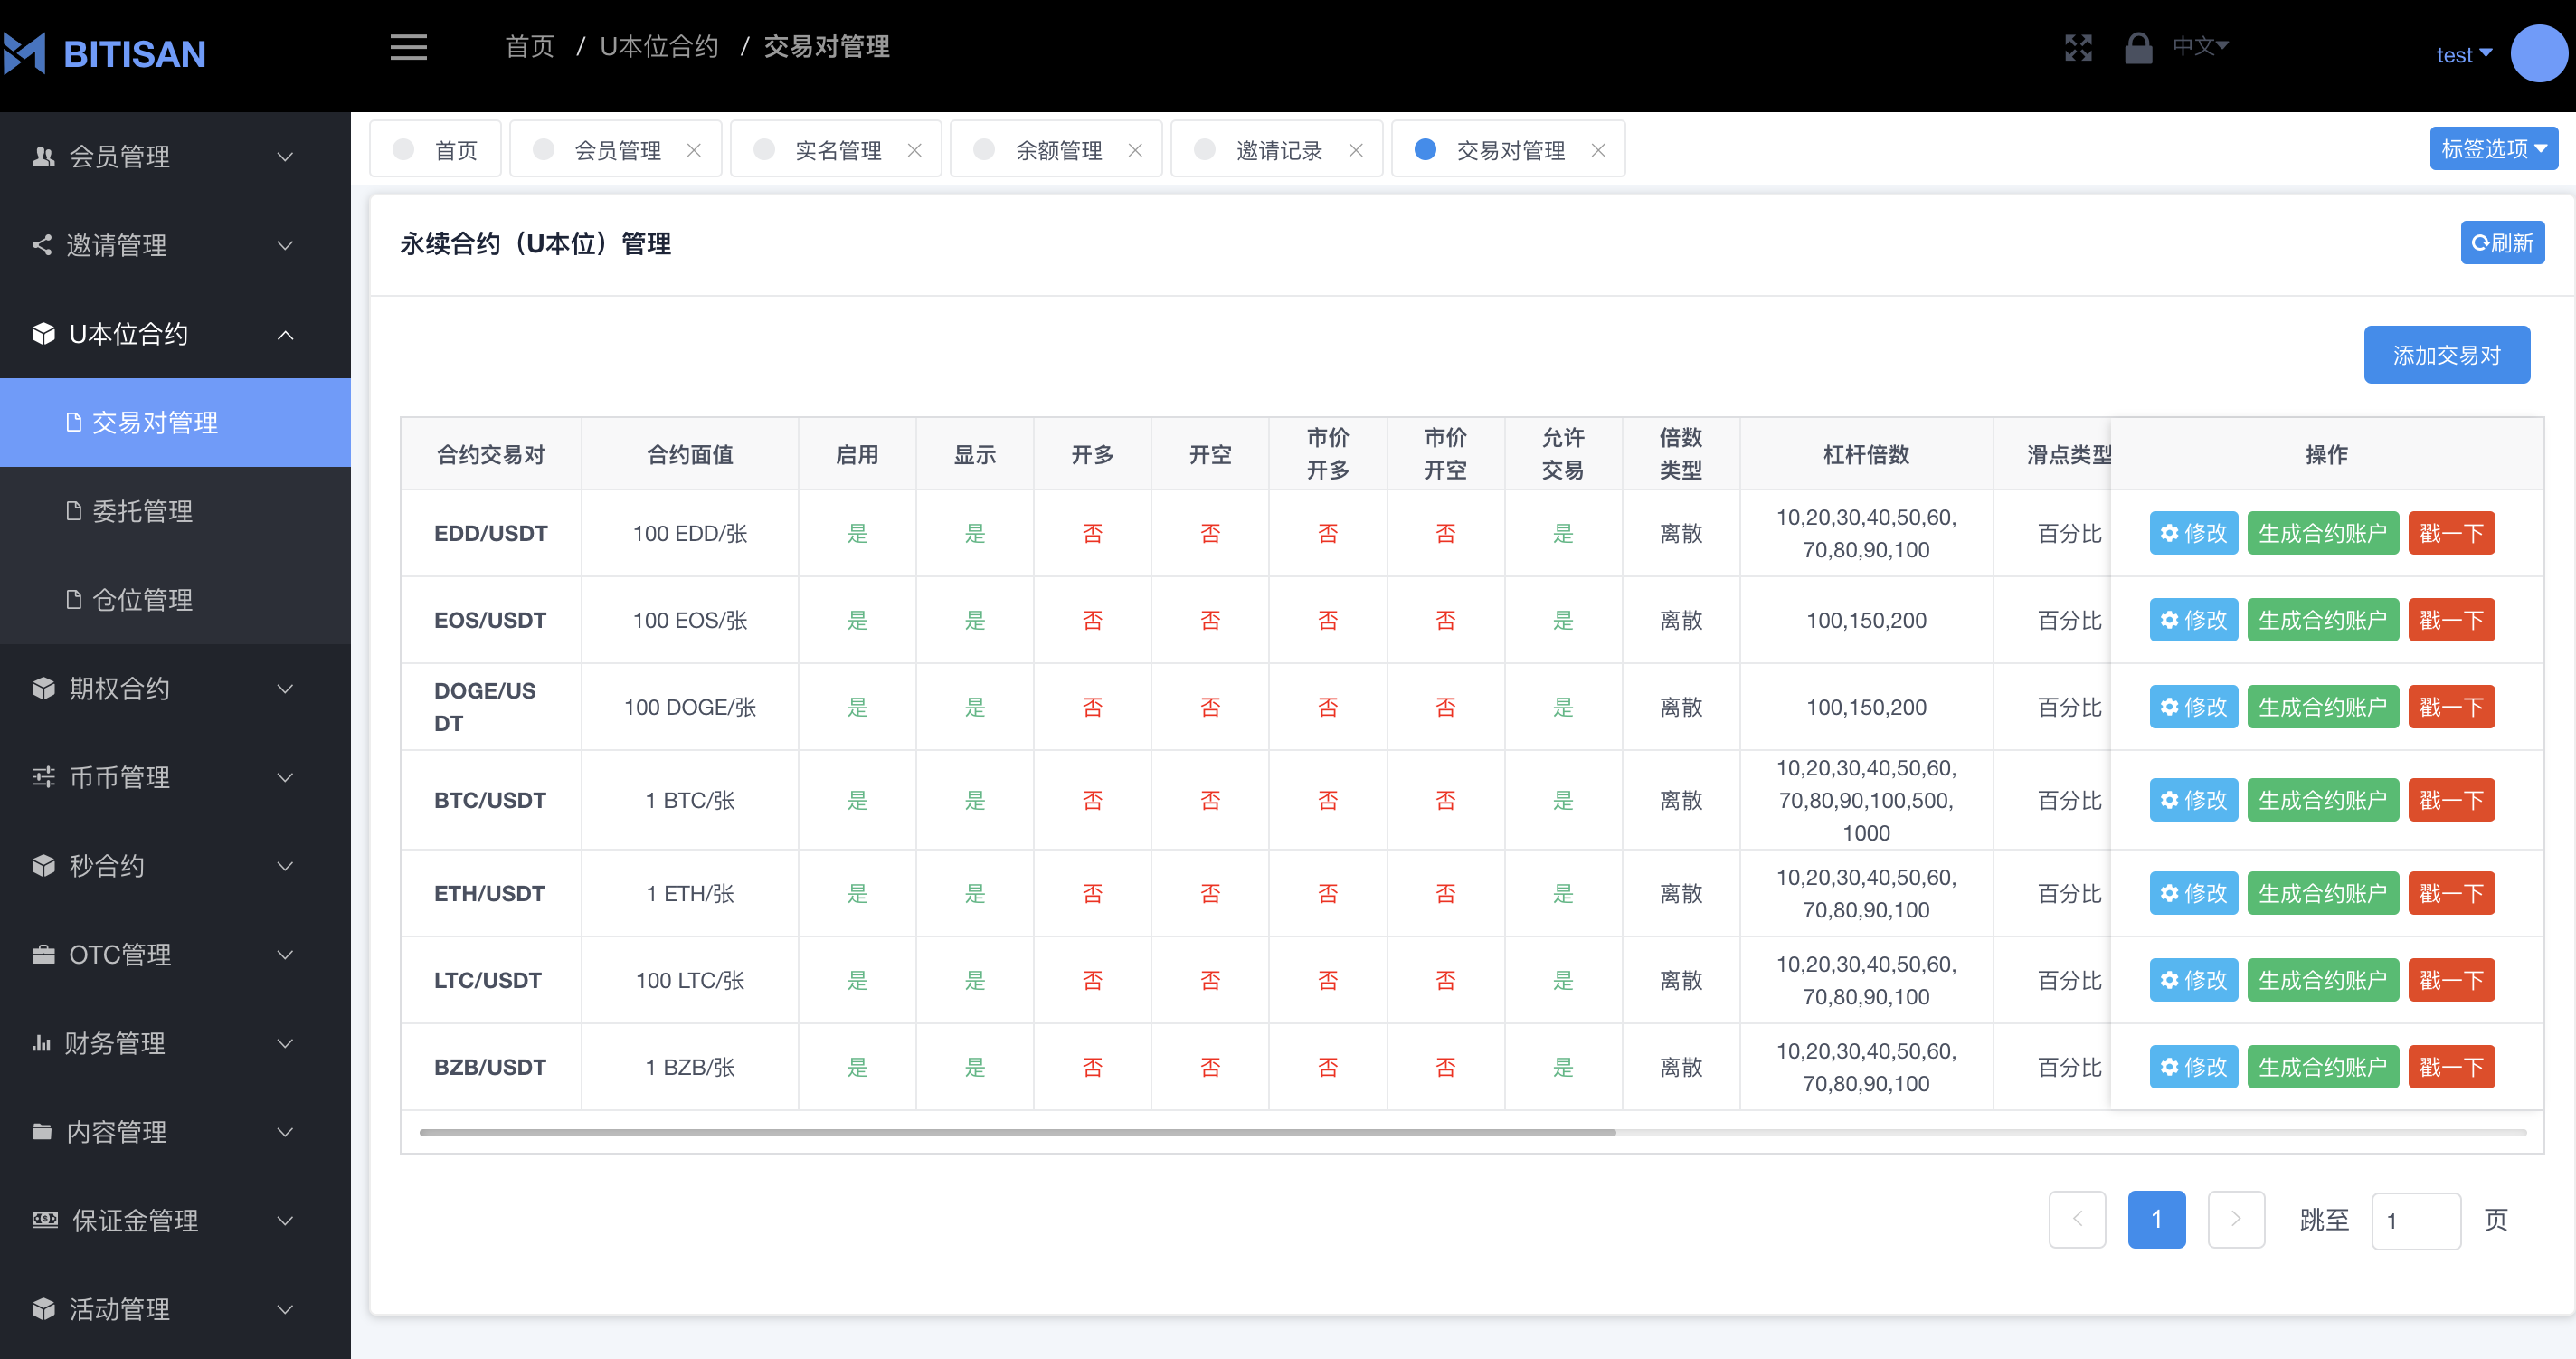 BITISAN
首页 / U本位合约 / 交易对管理
中文
test
会员管理
邀请管理
U本位合约
交易对管理
委托管理
仓位管理
期权合约
币币管理
秒合约
OTC管理
财务管理
内容管理
保证金管理
活动管理
首页 会员管理 实名管理 余额管理 邀请记录 交易对管理
标签选项
永续合约（U本位）管理
刷新
添加交易对
合约交易对 合约面值 启用 显示 开多 开空 市价开多 市价开空 允许交易 倍数类型 杠杆倍数 滑点类型 操作
EDD/USDT 100 EDD/张 是 是 否 否 否 否 是 离散 10,20,30,40,50,60,70,80,90,100 百分比 修改 生成合约账户 戳一下
EOS/USDT 100 EOS/张 是 是 否 否 否 否 是 离散 100,150,200 百分比 修改 生成合约账户 戳一下
DOGE/USDT 100 DOGE/张 是 是 否 否 否 否 是 离散 100,150,200 百分比 修改 生成合约账户 戳一下
BTC/USDT 1 BTC/张 是 是 否 否 否 否 是 离散 10,20,30,40,50,60,70,80,90,100,500,1000 百分比 修改 生成合约账户 戳一下
ETH/USDT 1 ETH/张 是 是 否 否 否 否 是 离散 10,20,30,40,50,60,70,80,90,100 百分比 修改 生成合约账户 戳一下
LTC/USDT 100 LTC/张 是 是 否 否 否 否 是 离散 10,20,30,40,50,60,70,80,90,100 百分比 修改 生成合约账户 戳一下
BZB/USDT 1 BZB/张 是 是 否 否 否 否 是 离散 10,20,30,40,50,60,70,80,90,100 百分比 修改 生成合约账户 戳一下
1 跳至 1 页